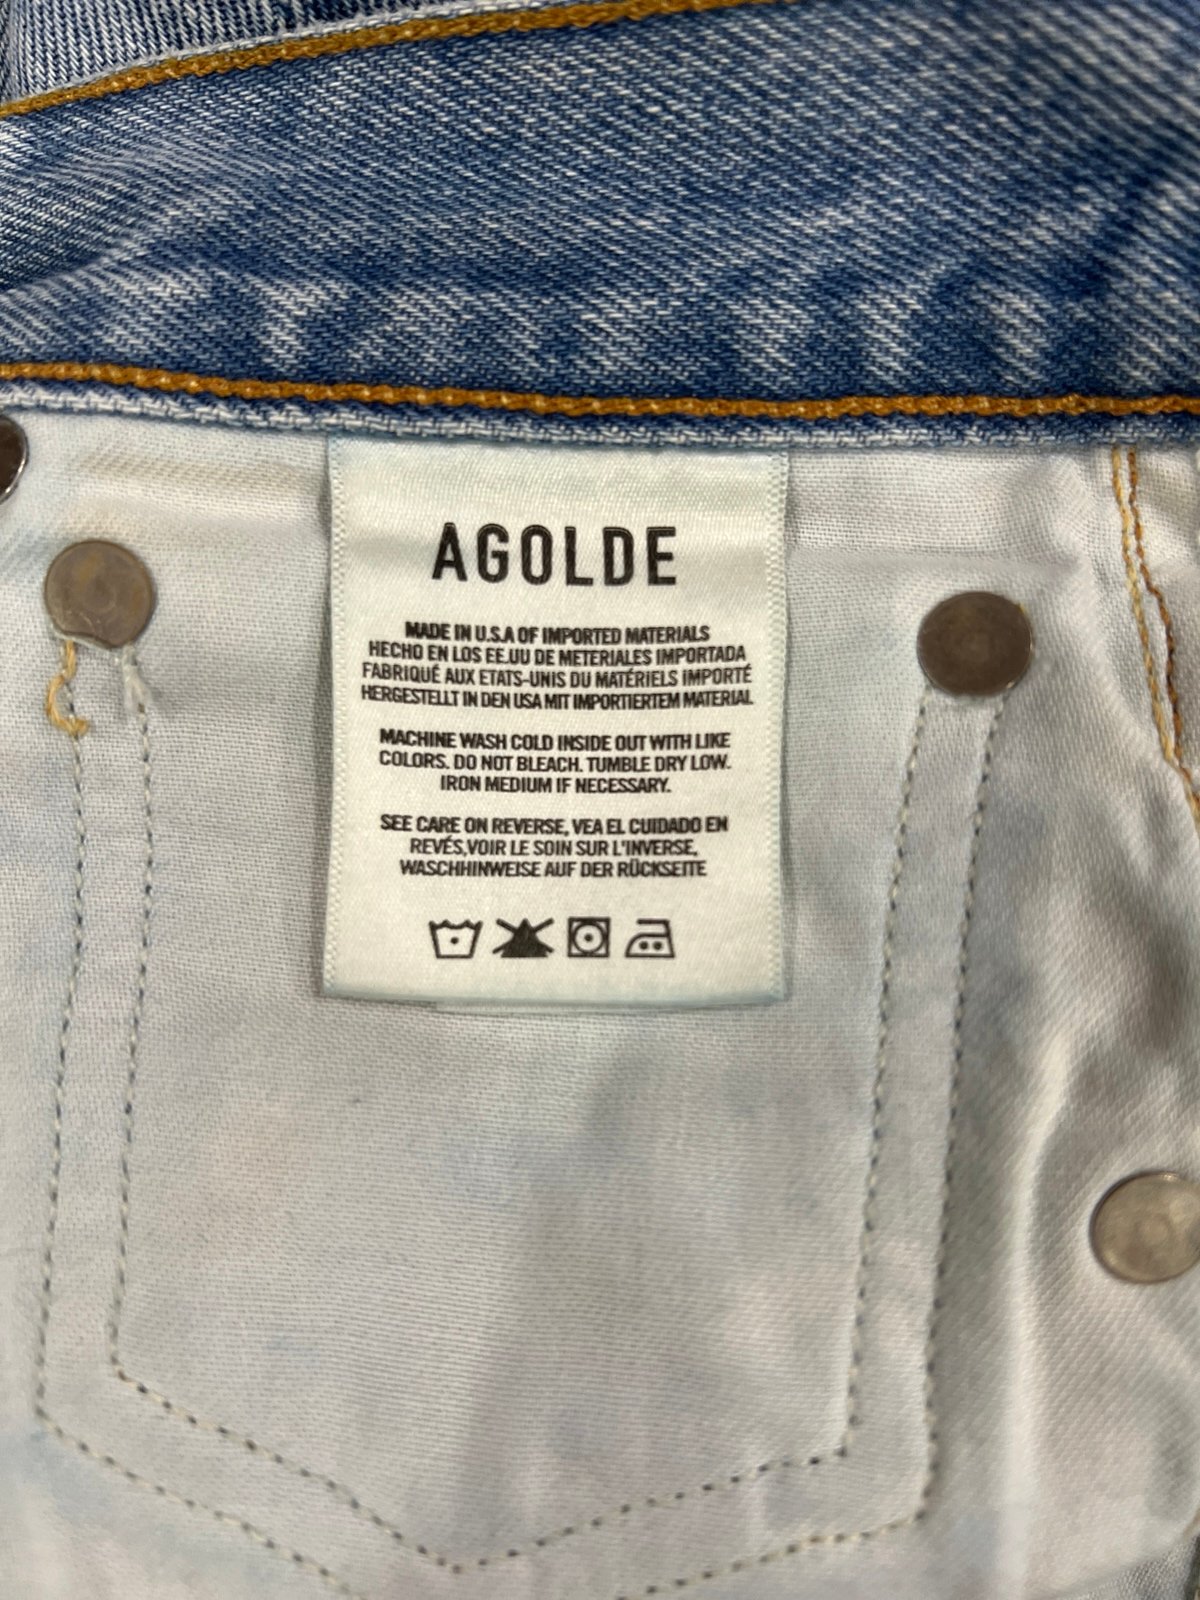 AGOLDE
MADE IN U.S.A OF IMPORTED MATERIALS
HECHO EN LOS EE.UU DE METERIALES IMPORTADA
FABRIQUÉ AUX ETATS-UNIS DU MATÉRIELS IMPORTÉ
HERGESTELLT IN DEN USA MIT IMPORTIERTEM MATERIAL
MACHINE WASH COLD INSIDE OUT WITH LIKE
COLORS. DO NOT BLEACH. TUMBLE DRY LOW.
IRON MEDIUM IF NECESSARY.
SEE CARE ON REVERSE, VEA EL CUIDADO EN
REVÉS,VOIR LE SOIN SUR L'INVERSE,
WASCHHINWEISE AUF DER RÜCKSEITE